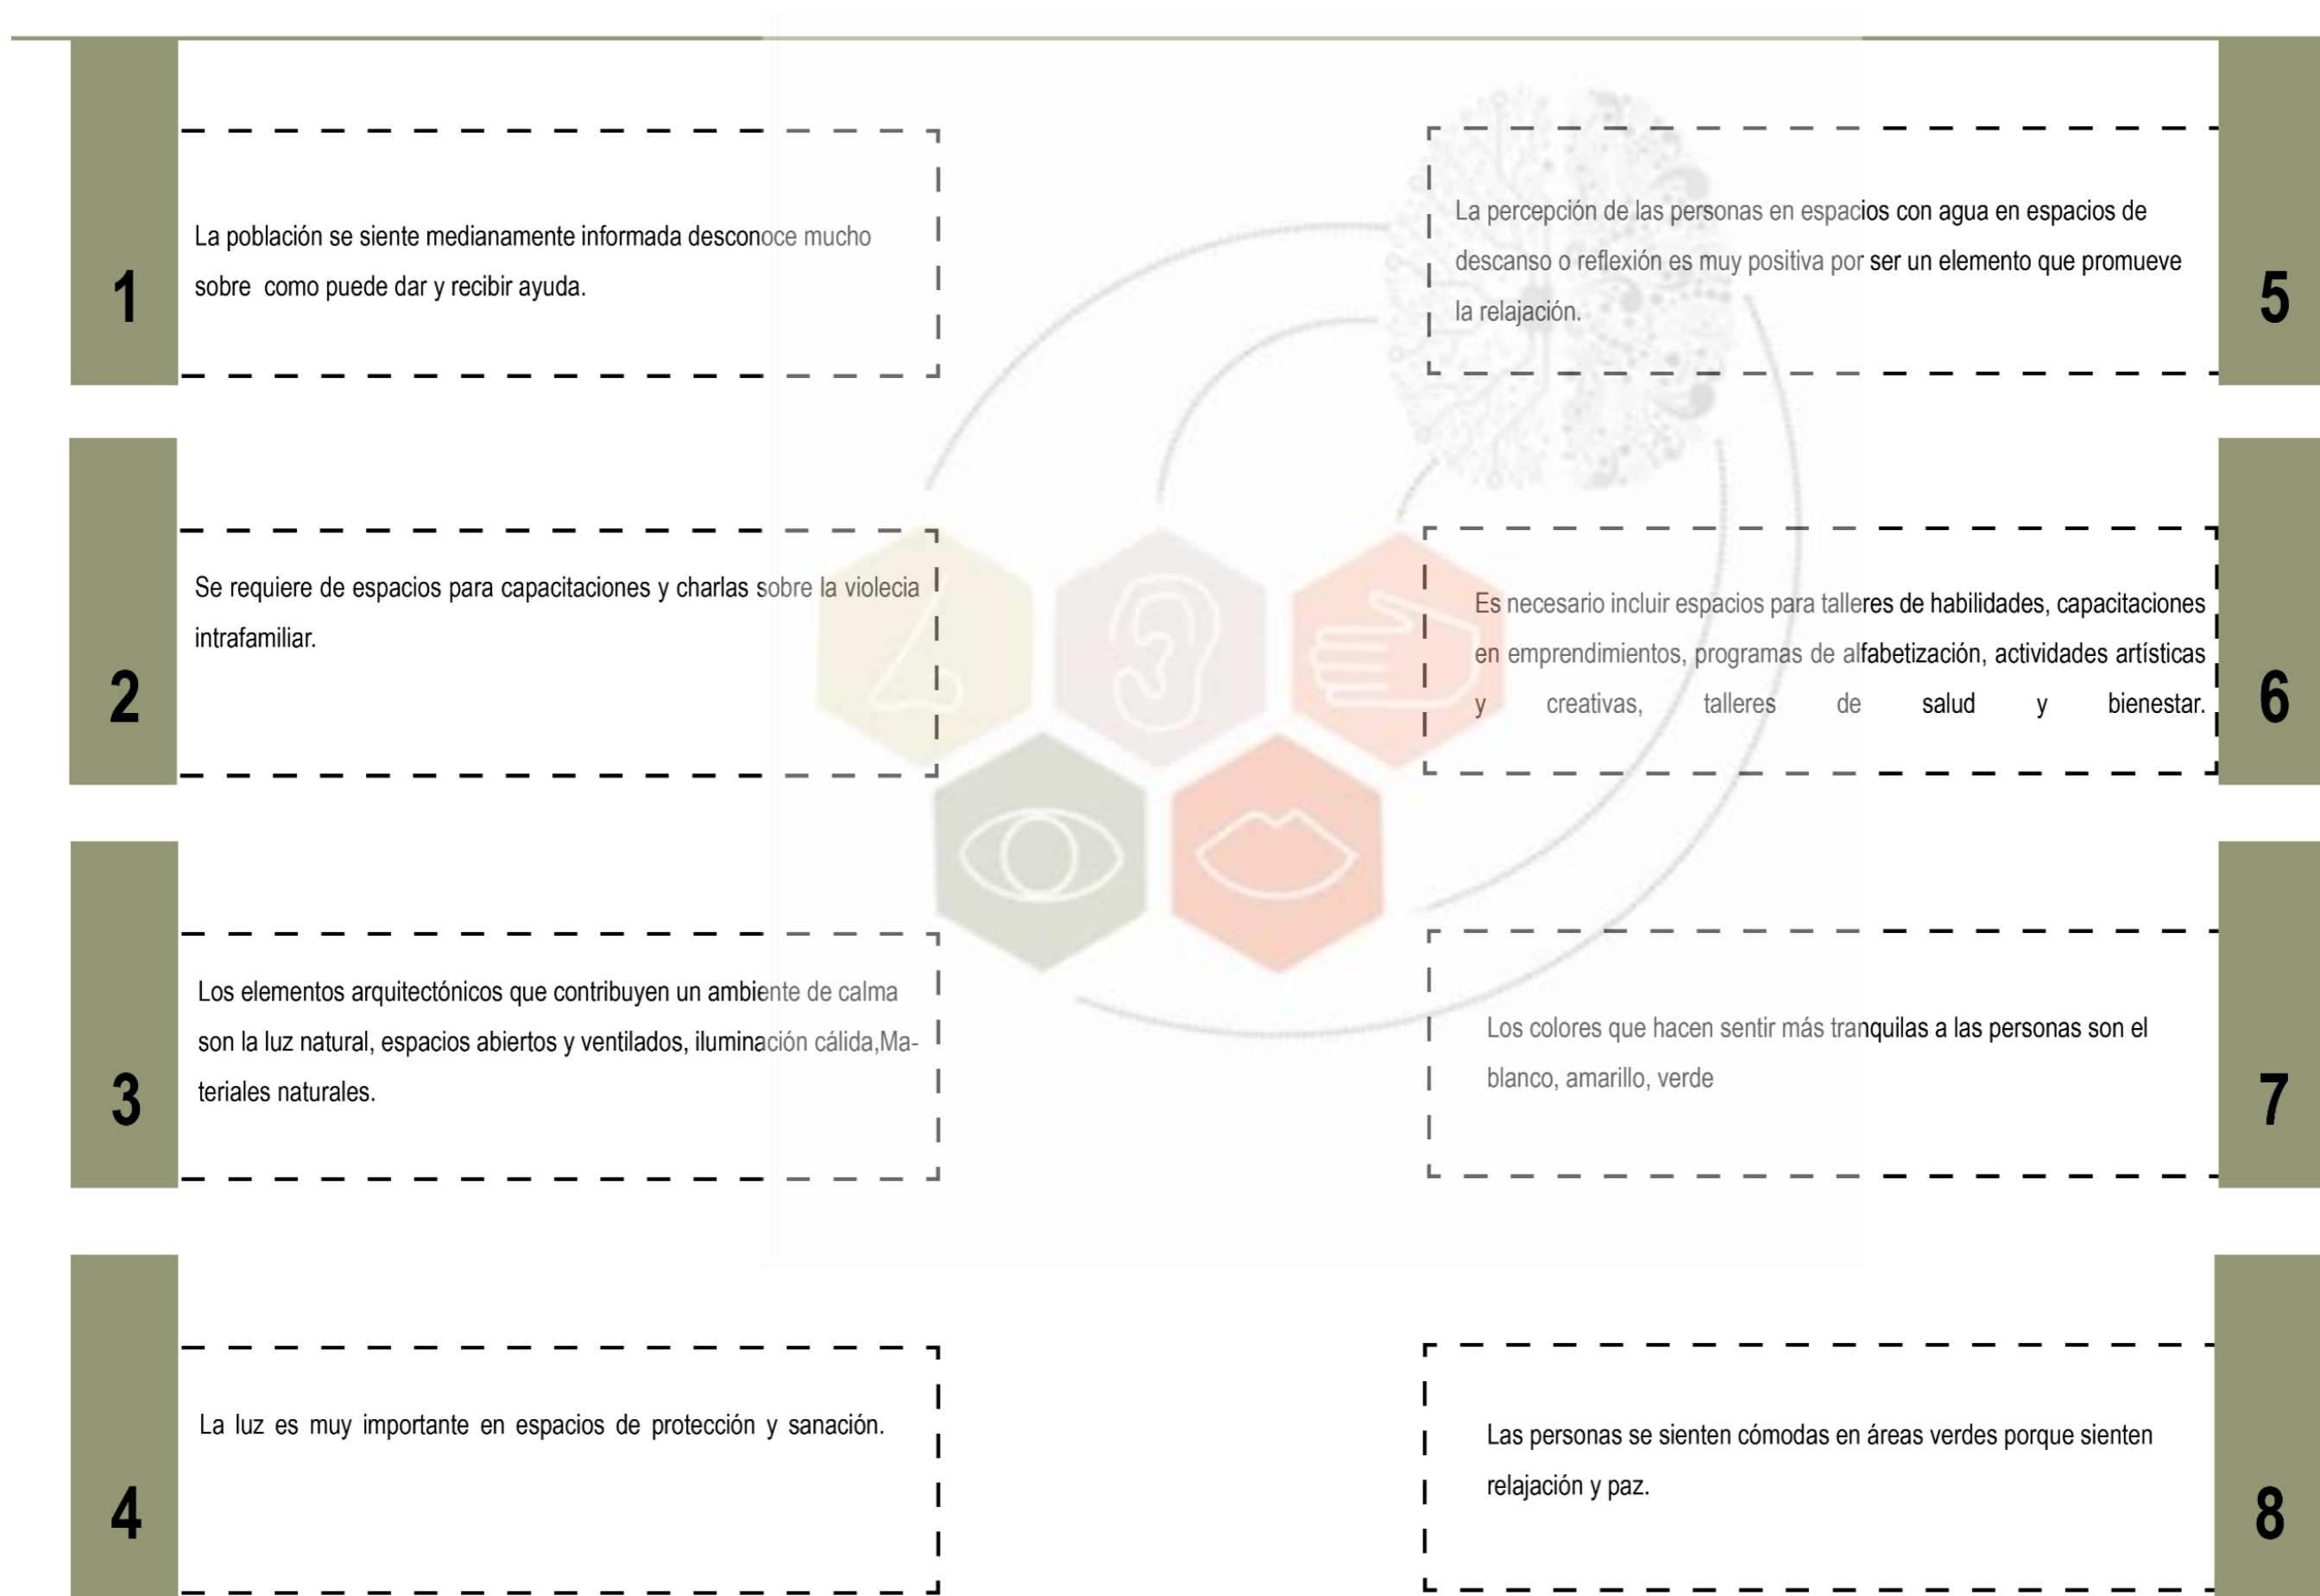 1
La población se siente medianamente informada desconoce mucho
sobre  como puede dar y recibir ayuda.
2
Se requiere de espacios para capacitaciones y charlas sobre la violecia
intrafamiliar.
3
Los elementos arquitectónicos que contribuyen un ambiente de calma
son la luz natural, espacios abiertos y ventilados, iluminación cálida,Ma-
teriales naturales.
4
La luz es muy importante en espacios de protección y sanación.
5
La percepción de las personas en espacios con agua en espacios de
descanso o reflexión es muy positiva por ser un elemento que promueve
la relajación.
6
Es necesario incluir espacios para talleres de habilidades, capacitaciones
en emprendimientos, programas de alfabetización, actividades artísticas
y creativas, talleres de salud y bienestar.
7
Los colores que hacen sentir más tranquilas a las personas son el
blanco, amarillo, verde
8
Las personas se sienten cómodas en áreas verdes porque sienten
relajación y paz.